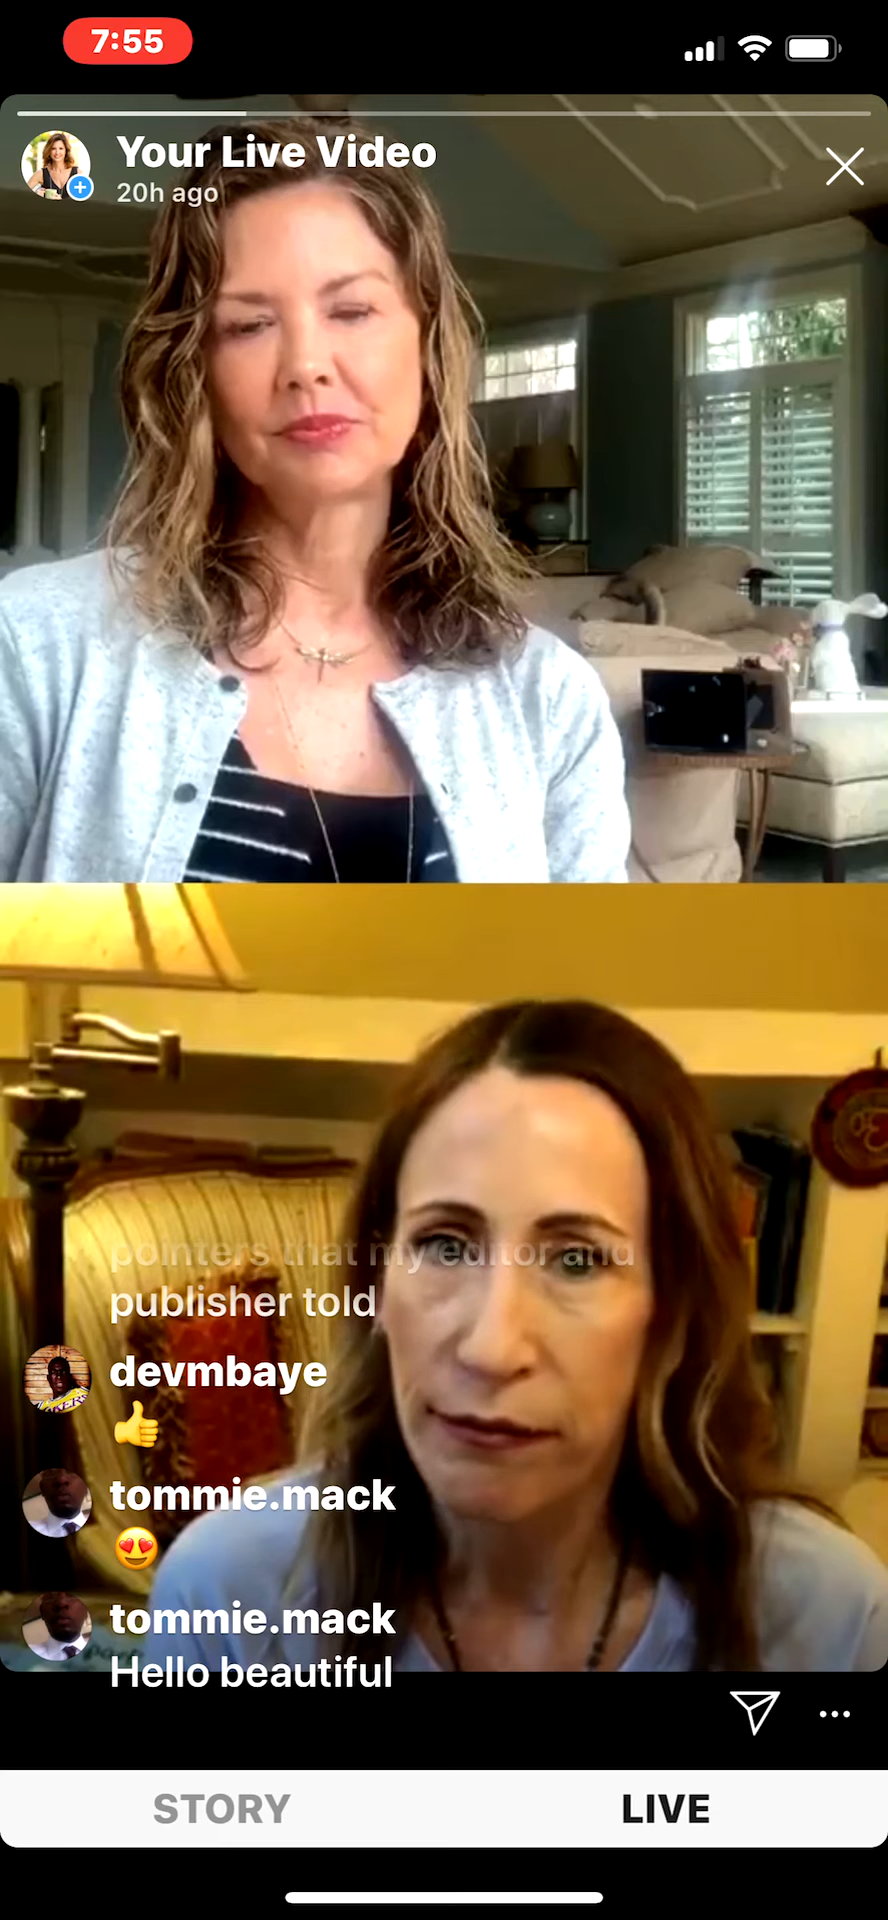 7:55
Your Live Video
20h ago
pointers that my editor and
publisher told
devmbaye
👍
tommie.mack
😍
tommie.mack
Hello beautiful
STORY
LIVE